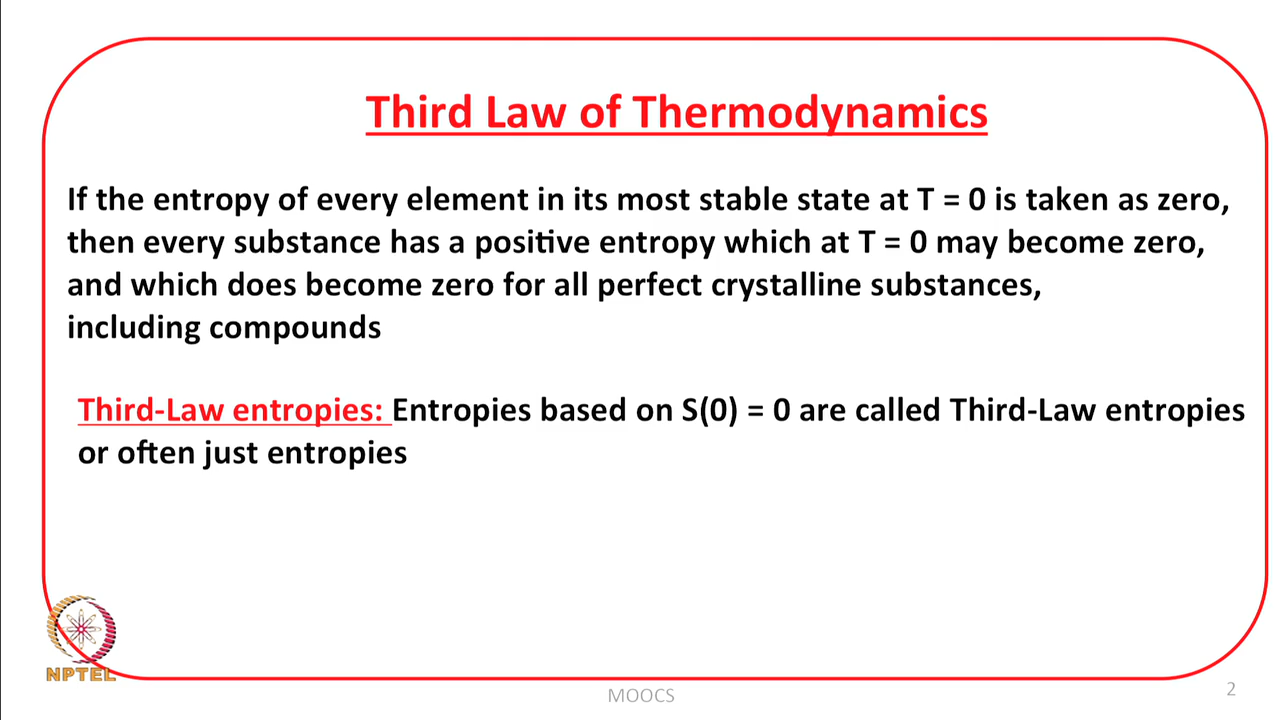 Third Law of Thermodynamics
If the entropy of every element in its most stable state at T = 0 is taken as zero,
then every substance has a positive entropy which at T = 0 may become zero,
and which does become zero for all perfect crystalline substances,
including compounds
Third-Law entropies: Entropies based on S(0) = 0 are called Third-Law entropies
or often just entropies
NPTEL
MOOCS
2